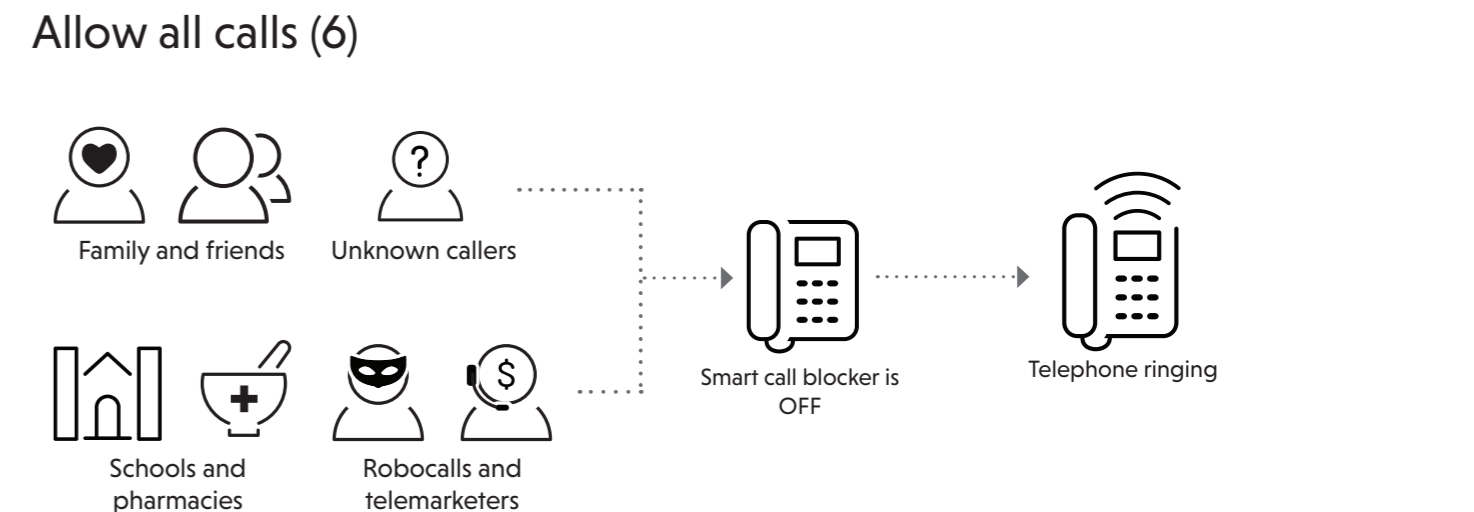 Allow all calls (6)
Family and friends
Unknown callers
?
$
Schools and
pharmacies
Robocalls and
telemarketers
Smart call blocker is
OFF
Telephone ringing